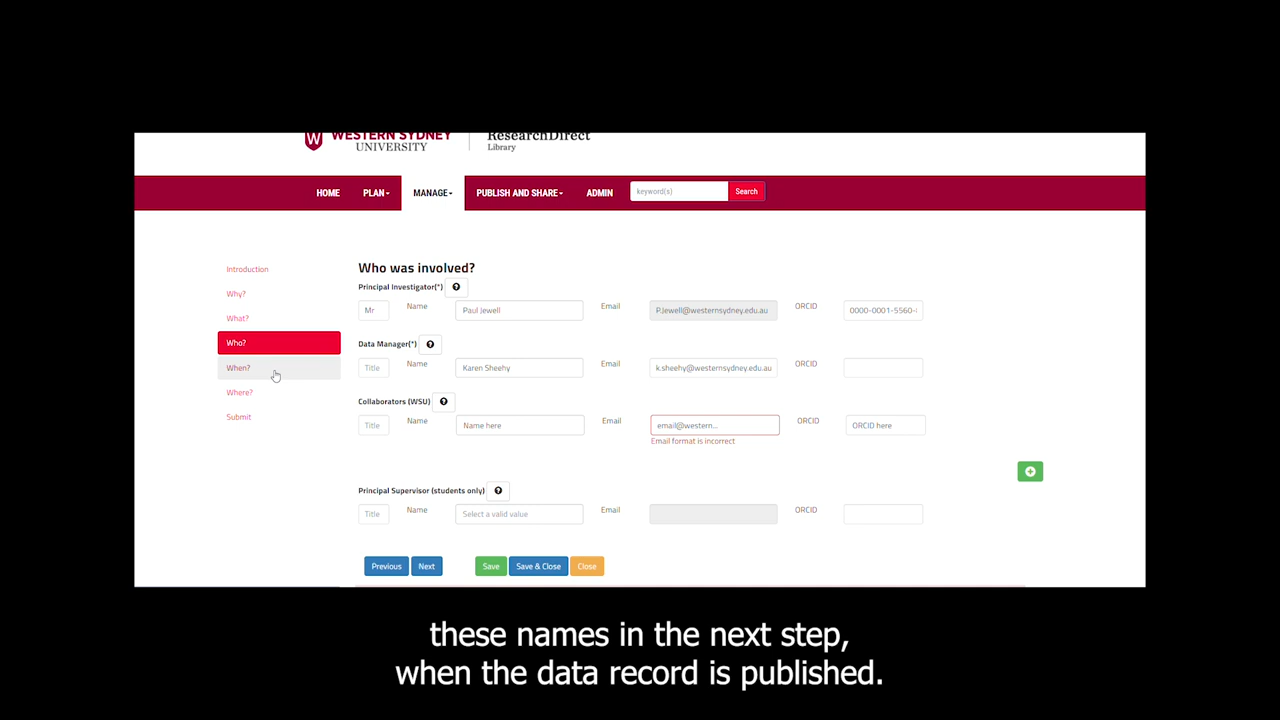 WESTERN SYDNEY
UNIVERSITY
ResearchDirect
Library
HOME
PLAN
MANAGE
PUBLISH AND SHARE
ADMIN
keyword(s)
Search
Introduction
Why?
What?
Who?
When?
Where?
Submit
Who was involved?
Principal Investigator(*)
Mr
Name
Paul Jewell
Email
P.Jewell@westernsydney.edu.au
ORCID
0000-0001-5560-
Data Manager(*)
Title
Name
Karen Sheehy
Email
k.sheehy@westernsydney.edu.au
ORCID
Collaborators (WSU)
Title
Name
Name here
Email
email@western...
ORCID
ORCID here
Email format is incorrect
Principal Supervisor (students only)
Title
Name
Select a valid value
Email
ORCID
Previous
Next
Save
Save & Close
Close
these names in the next step,
when the data record is published.